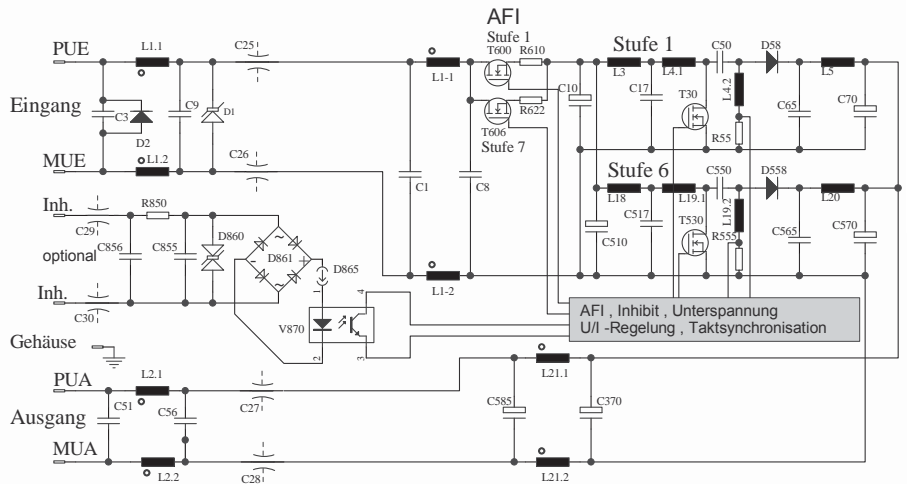 AFI
Stufe 1
T600
R610
PUE
L1.1
C25
L1-1
Stufe 1
L3
L4.1
C50
D58
L5
Eingang
C3
D2
C9
D1
R622
T606
Stufe 7
C10
C17
T30
L4.2
R55
C65
C70
MUE
L1.2
C26
C1
C8
Stufe 6
L18
L19.1
C550
D558
L20
Inh.
C29
R850
optional
C856
C855
D860
D861
~
~
-
+
D865
C510
C517
T530
L19.2
R555
C565
C570
Inh.
C30
1
4
V870
2
3
L1-2
AFI , Inhibit , Unterspannung
U/I -Regelung , Taktsynchronisation
Gehäuse
PUA
L2.1
C27
L21.1
Ausgang
C51
C56
C585
C370
MUA
L2.2
C28
L21.2